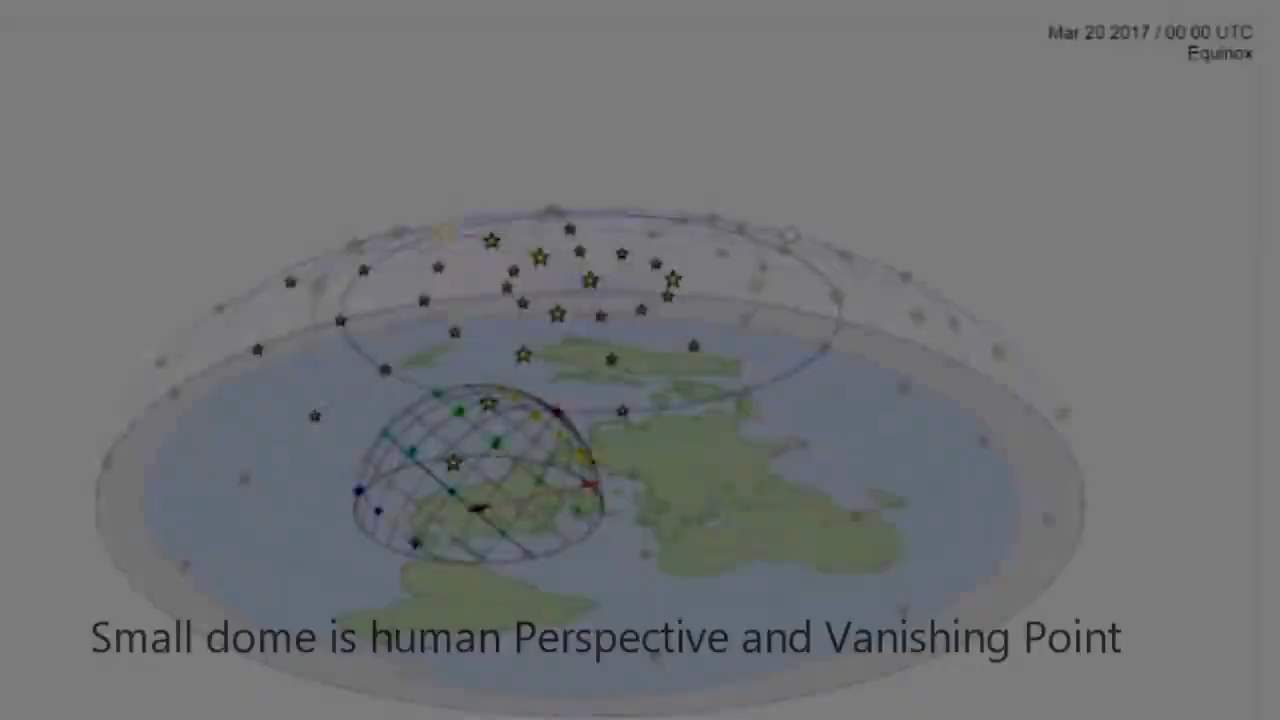 Mar 20 2017 / 00:00 UTC
Equinox
Small dome is human Perspective and Vanishing Point